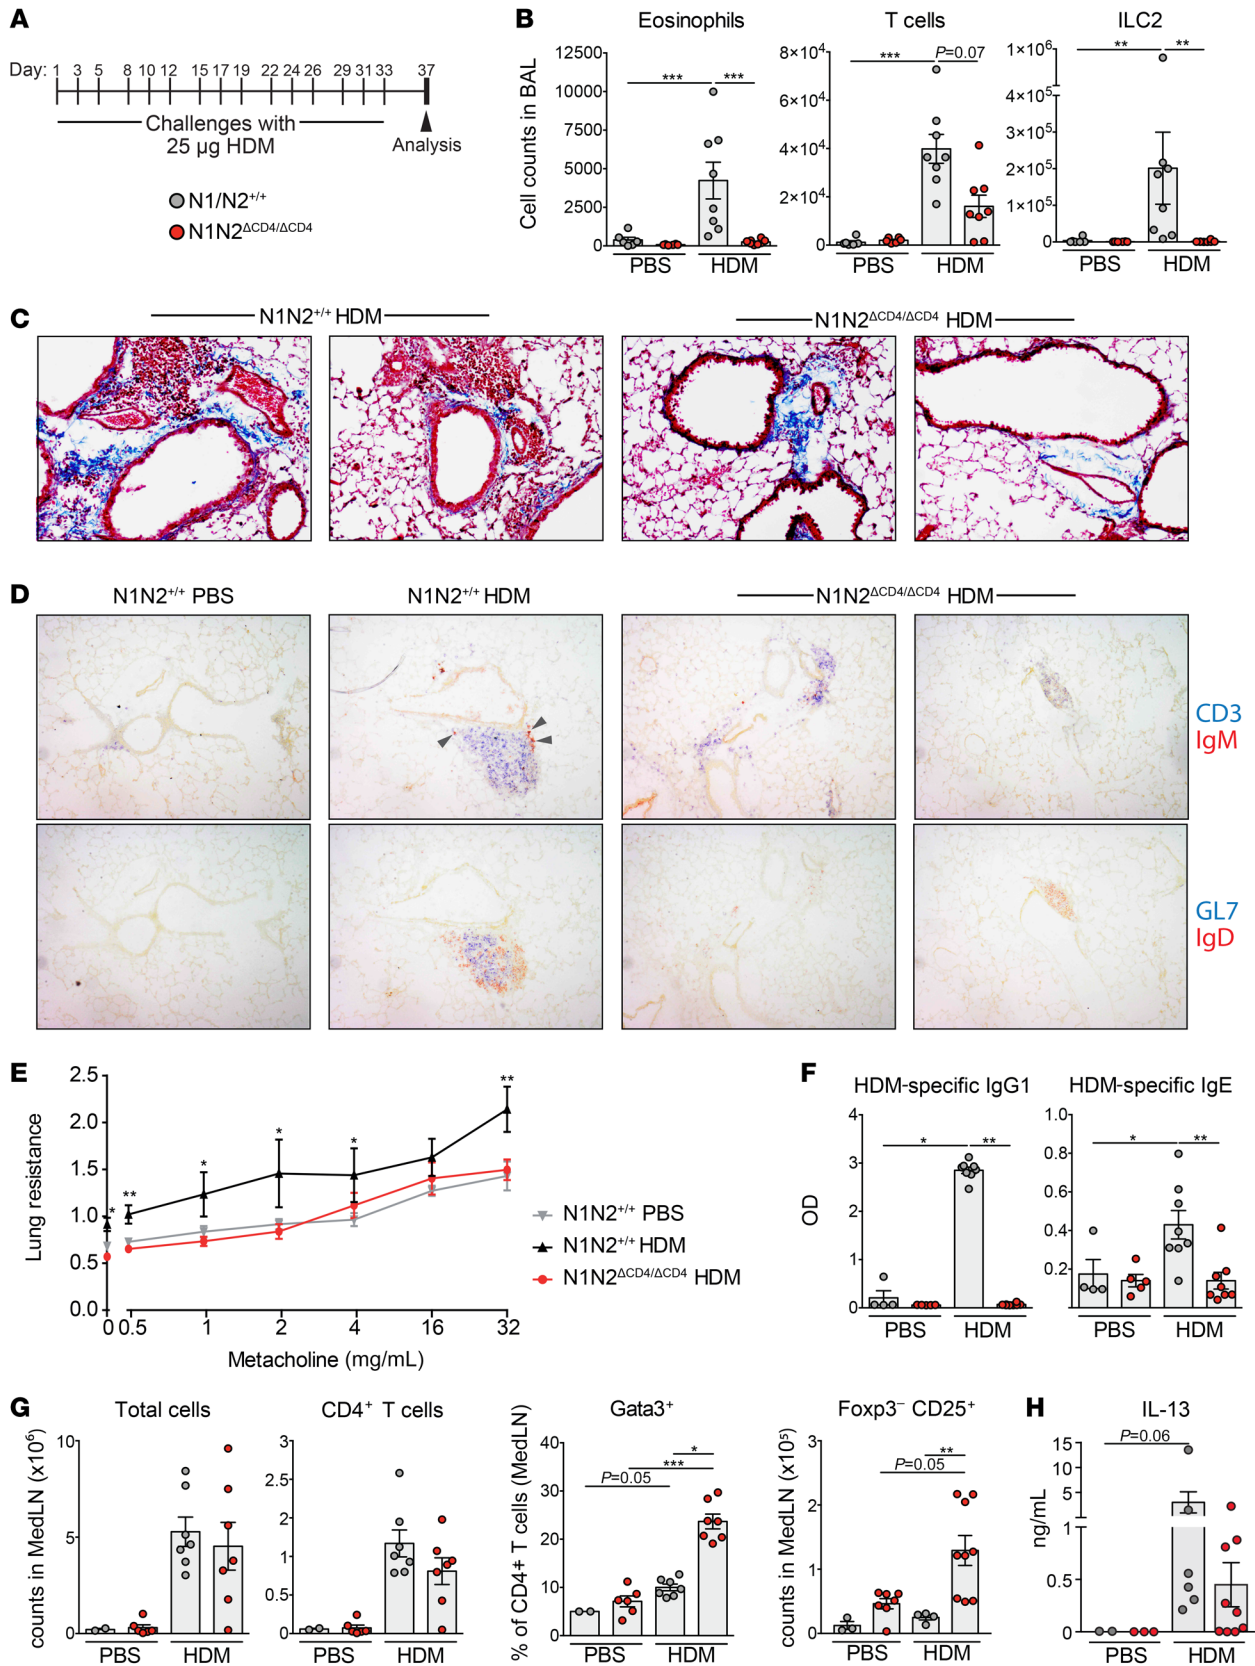 A
Day: 1 3 5 8 10 12 15 17 19 22 24 26 29 31 33 37
Challenges with
25 µg HDM
Analysis
N1/N2+/+
N1N2ΔCD4/ΔCD4
B
Eosinophils
T cells
ILC2
Cell counts in BAL
12500
10000
7500
5000
2500
0
***
***
PBS
HDM
8×10⁴
6×10⁴
4×10⁴
2×10⁴
0
***
P=0.07
PBS
HDM
1×10⁶
4×10⁵
3×10⁵
2×10⁵
1×10⁵
0
**
**
PBS
HDM
C
N1N2+/+ HDM
N1N2ΔCD4/ΔCD4 HDM
D
N1N2+/+ PBS
N1N2+/+ HDM
N1N2ΔCD4/ΔCD4 HDM
CD3
IgM
GL7
IgD
E
Lung resistance
2.5
2.0
1.5
1.0
0.5
0.0
*
**
*
*
*
**
0 0.5 1 2 4 16 32
Metacholine (mg/mL)
N1N2+/+ PBS
N1N2+/+ HDM
N1N2ΔCD4/ΔCD4 HDM
F
HDM-specific IgG1
HDM-specific IgE
OD
4
3
2
1
0
*
**
PBS
HDM
1.0
0.8
0.6
0.4
0.2
*
**
PBS
HDM
G
Total cells
CD4+ T cells
Gata3+
Foxp3− CD25+
counts in MedLN (x10⁶)
10
5
0
PBS
HDM
3
2.5
2
1.5
1
0.5
0
PBS
HDM
% of CD4+ T cells (MedLN)
40
30
20
10
0
*
***
P=0.05
PBS
HDM
counts in MedLN (x10⁵)
3
2
1
0
**
P=0.05
PBS
HDM
H
IL-13
ng/mL
15
10
5
1
0.5
0
P=0.06
PBS
HDM